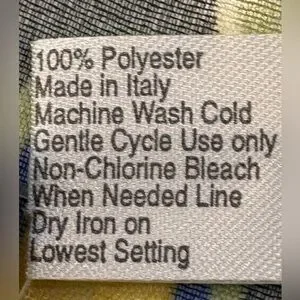 100% Polyester
Made in Italy
Machine Wash Cold
Gentle Cycle Use only
Non-Chlorine Bleach
When Needed Line
Dry Iron on
Lowest Setting